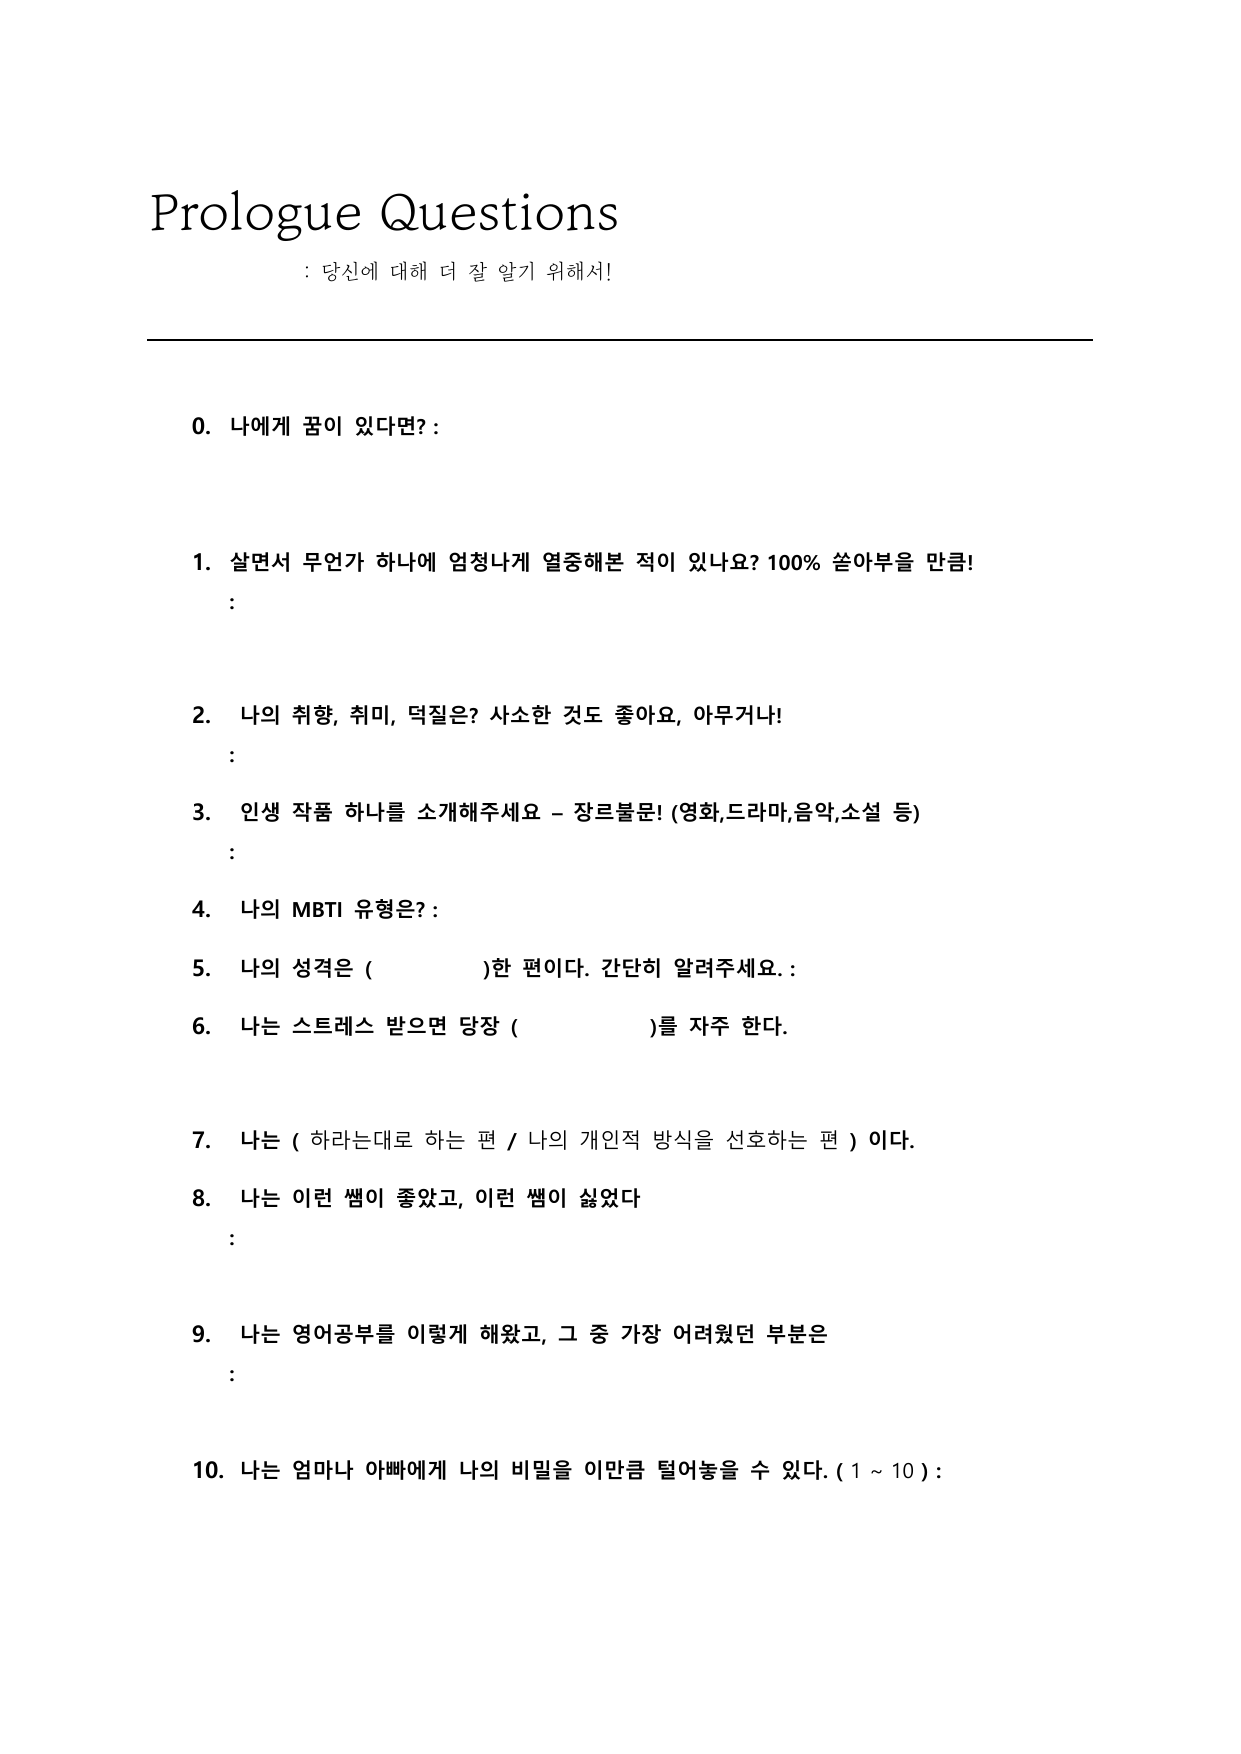 Prologue Questions
: 당신에 대해 더 잘 알기 위해서!
0. 나에게 꿈이 있다면? :
1. 살면서 무언가 하나에 엄청나게 열중해본 적이 있나요? 100% 쏟아부을 만큼!
:
2. 나의 취향, 취미, 덕질은? 사소한 것도 좋아요, 아무거나!
:
3. 인생 작품 하나를 소개해주세요 – 장르불문! (영화,드라마,음악,소설 등)
:
4. 나의 MBTI 유형은? :
5. 나의 성격은 ( )한 편이다. 간단히 알려주세요. :
6. 나는 스트레스 받으면 당장 ( )를 자주 한다.
7. 나는 ( 하라는대로 하는 편 / 나의 개인적 방식을 선호하는 편 ) 이다.
8. 나는 이런 쌤이 좋았고, 이런 쌤이 싫었다
:
9. 나는 영어공부를 이렇게 해왔고, 그 중 가장 어려웠던 부분은
:
10. 나는 엄마나 아빠에게 나의 비밀을 이만큼 털어놓을 수 있다. ( 1 ~ 10 ) :